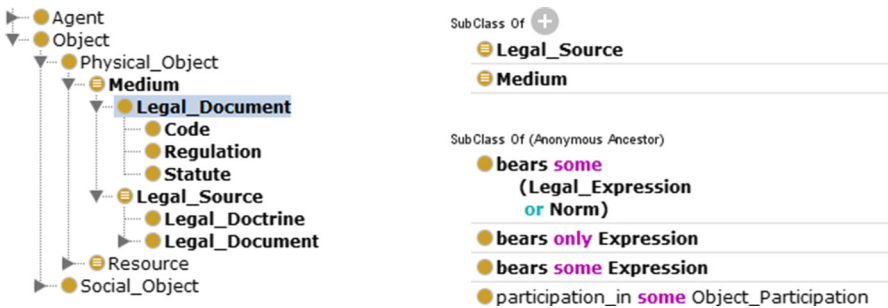 Agent
Object
Physical_Object
Medium
Legal_Document
Code
Regulation
Statute
Legal_Source
Legal_Doctrine
Legal_Document
Resource
Social_Object
SubClass Of
Legal_Source
Medium
SubClass Of (Anonymous Ancestor)
bears some
(Legal_Expression
or Norm)
bears only Expression
bears some Expression
participation_in some Object_Participation